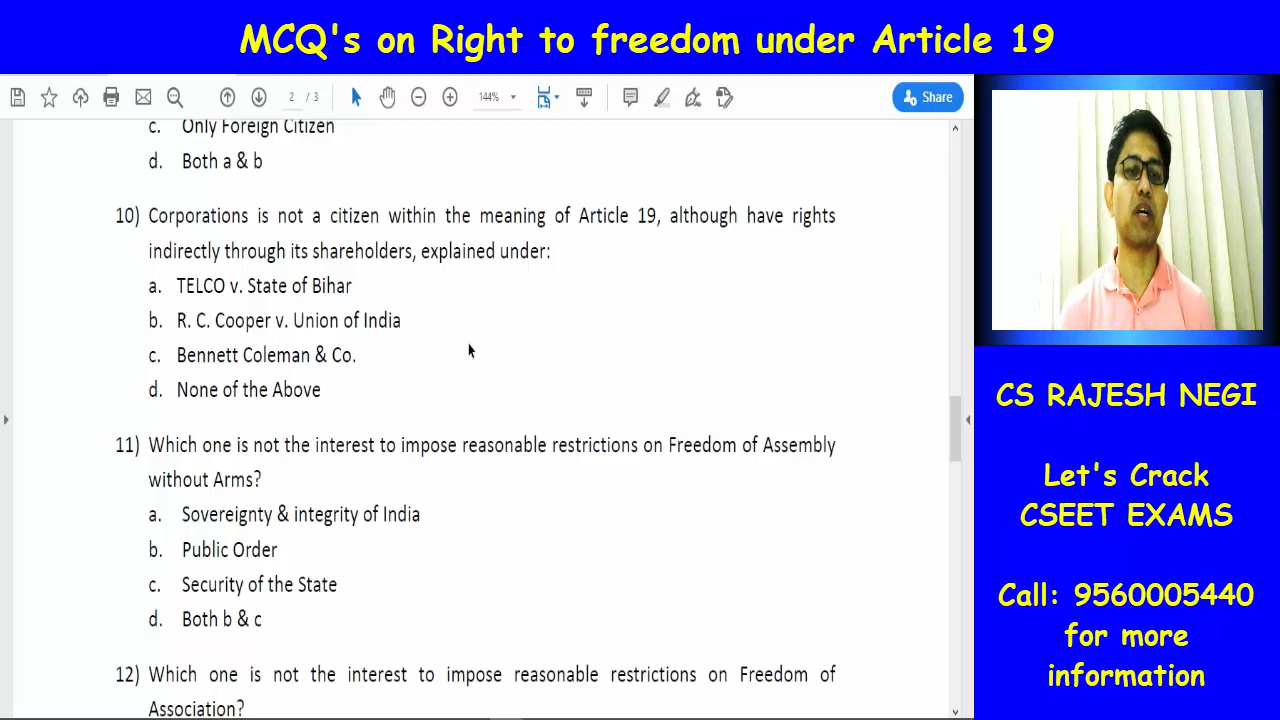 MCQ's on Right to freedom under Article 19
2 / 3
144%
Share
c. Only Foreign Citizen
d. Both a & b
10) Corporations is not a citizen within the meaning of Article 19, although have rights
indirectly through its shareholders, explained under:
a. TELCO v. State of Bihar
b. R. C. Cooper v. Union of India
c. Bennett Coleman & Co.
d. None of the Above
11) Which one is not the interest to impose reasonable restrictions on Freedom of Assembly
without Arms?
a. Sovereignty & integrity of India
b. Public Order
c. Security of the State
d. Both b & c
12) Which one is not the interest to impose reasonable restrictions on Freedom of
Association?
CS RAJESH NEGI
Let's Crack
CSEET EXAMS
Call: 9560005440
for more
information